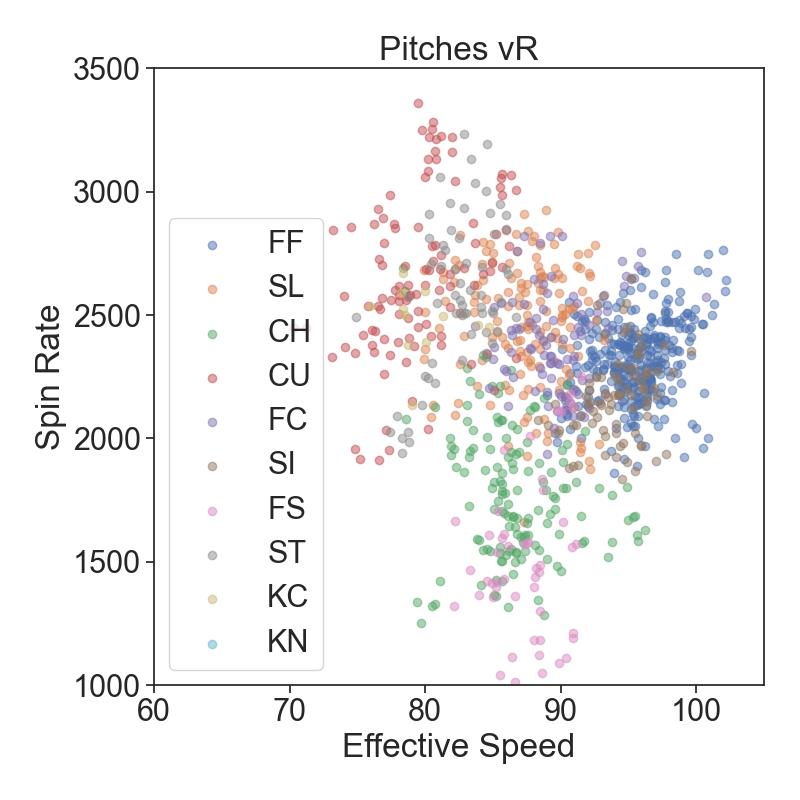 Pitches vR
3500
3000
2500
2000
1500
1000
Spin Rate
FF
SL
CH
CU
FC
SI
FS
ST
KC
KN
60 70 80 90 100
Effective Speed